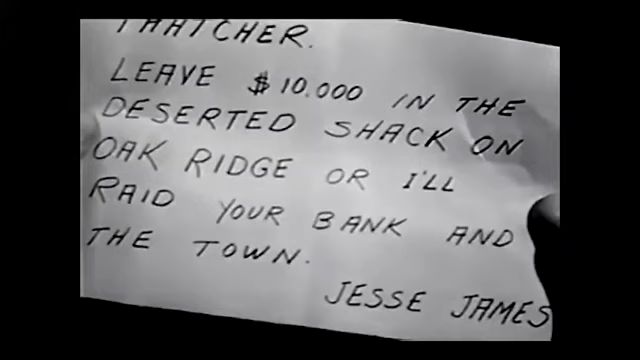 THATCHER.
LEAVE $10.000 IN THE
DESERTED SHACK ON
OAK RIDGE OR I'LL
RAID YOUR BANK AND
THE TOWN.
JESSE JAMES